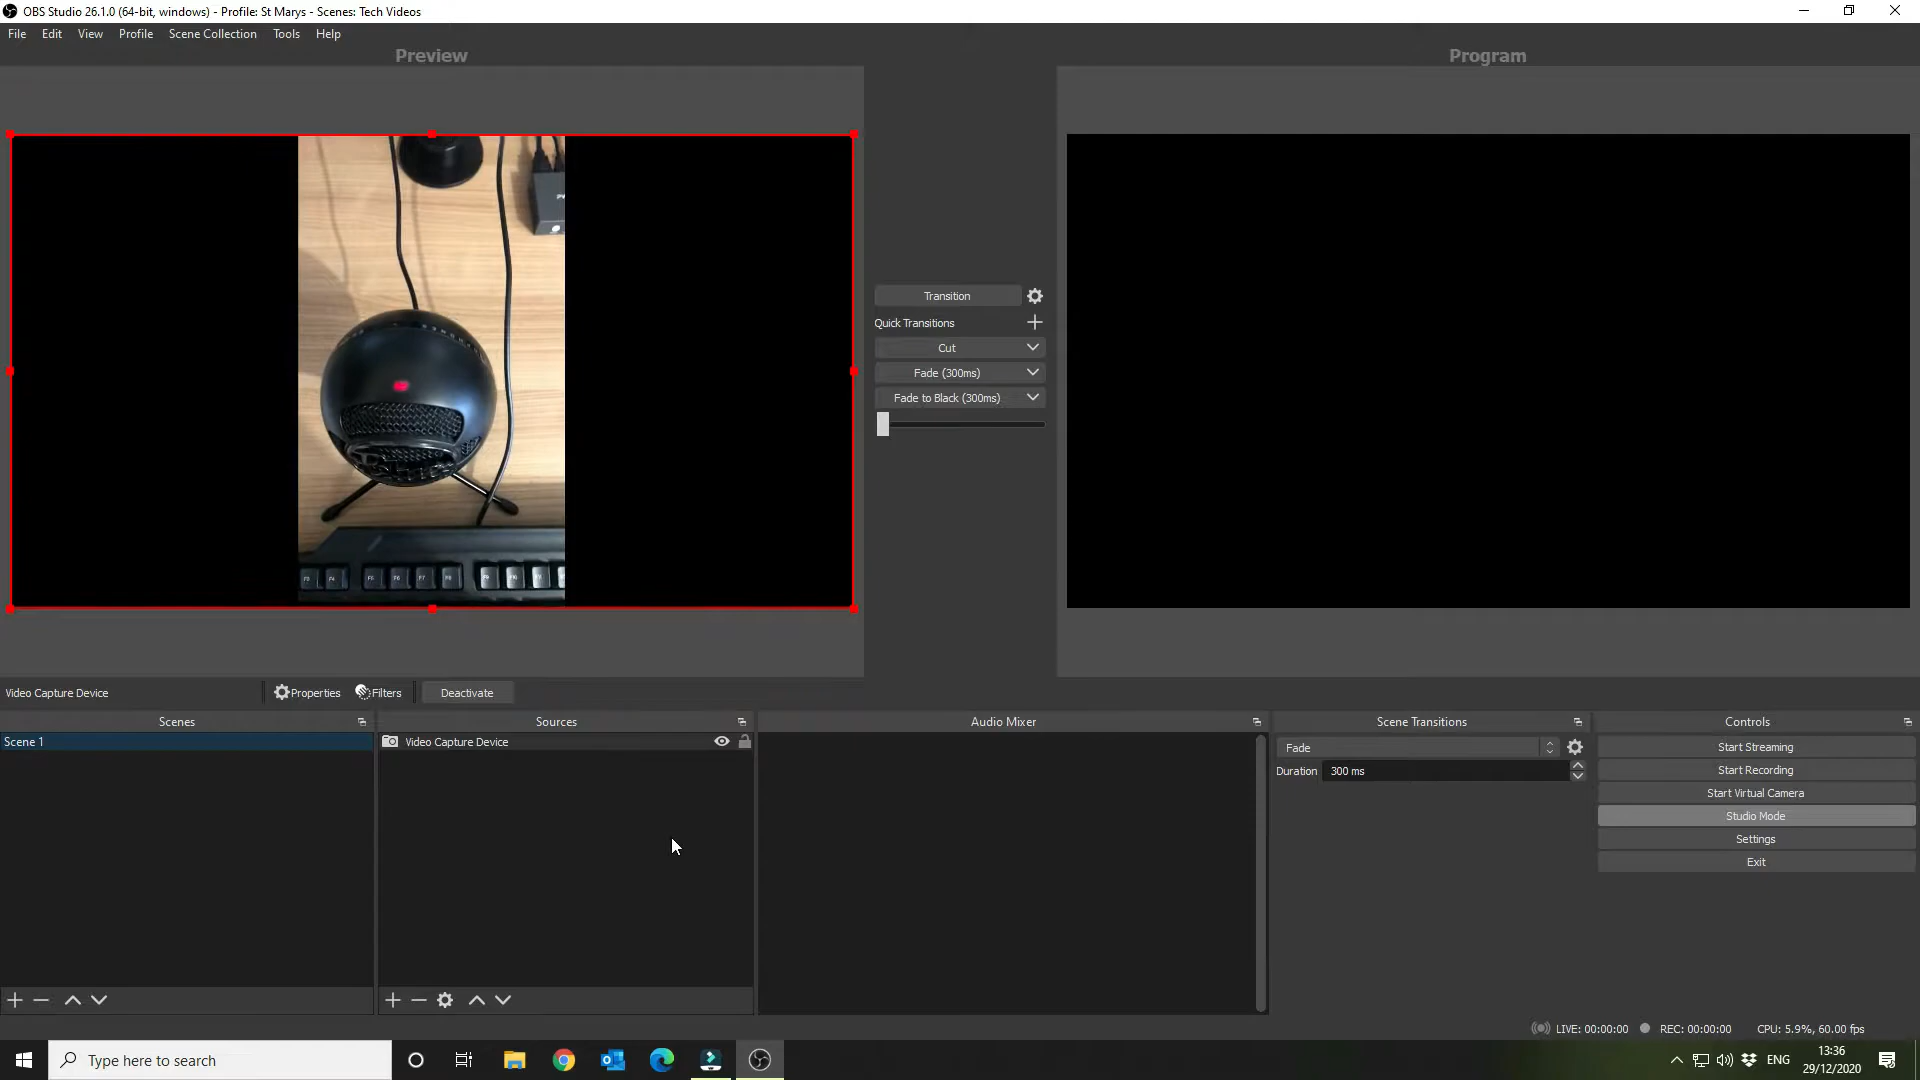 OBS Studio 26.1.0 (64-bit, windows) - Profile: St Marys - Scenes: Tech Videos
File Edit View Profile Scene Collection Tools Help
Preview
Program
Transition
Quick Transitions
Cut
Fade (300ms)
Fade to Black (300ms)
Video Capture Device
Properties
Filters
Deactivate
Scenes
Sources
Audio Mixer
Scene Transitions
Controls
Scene 1
Video Capture Device
Fade
Duration 300 ms
Start Streaming
Start Recording
Start Virtual Camera
Studio Mode
Settings
Exit
LIVE: 00:00:00 REC: 00:00:00 CPU: 5.9%, 60.00 fps
Type here to search
ENG
13:36
29/12/2020